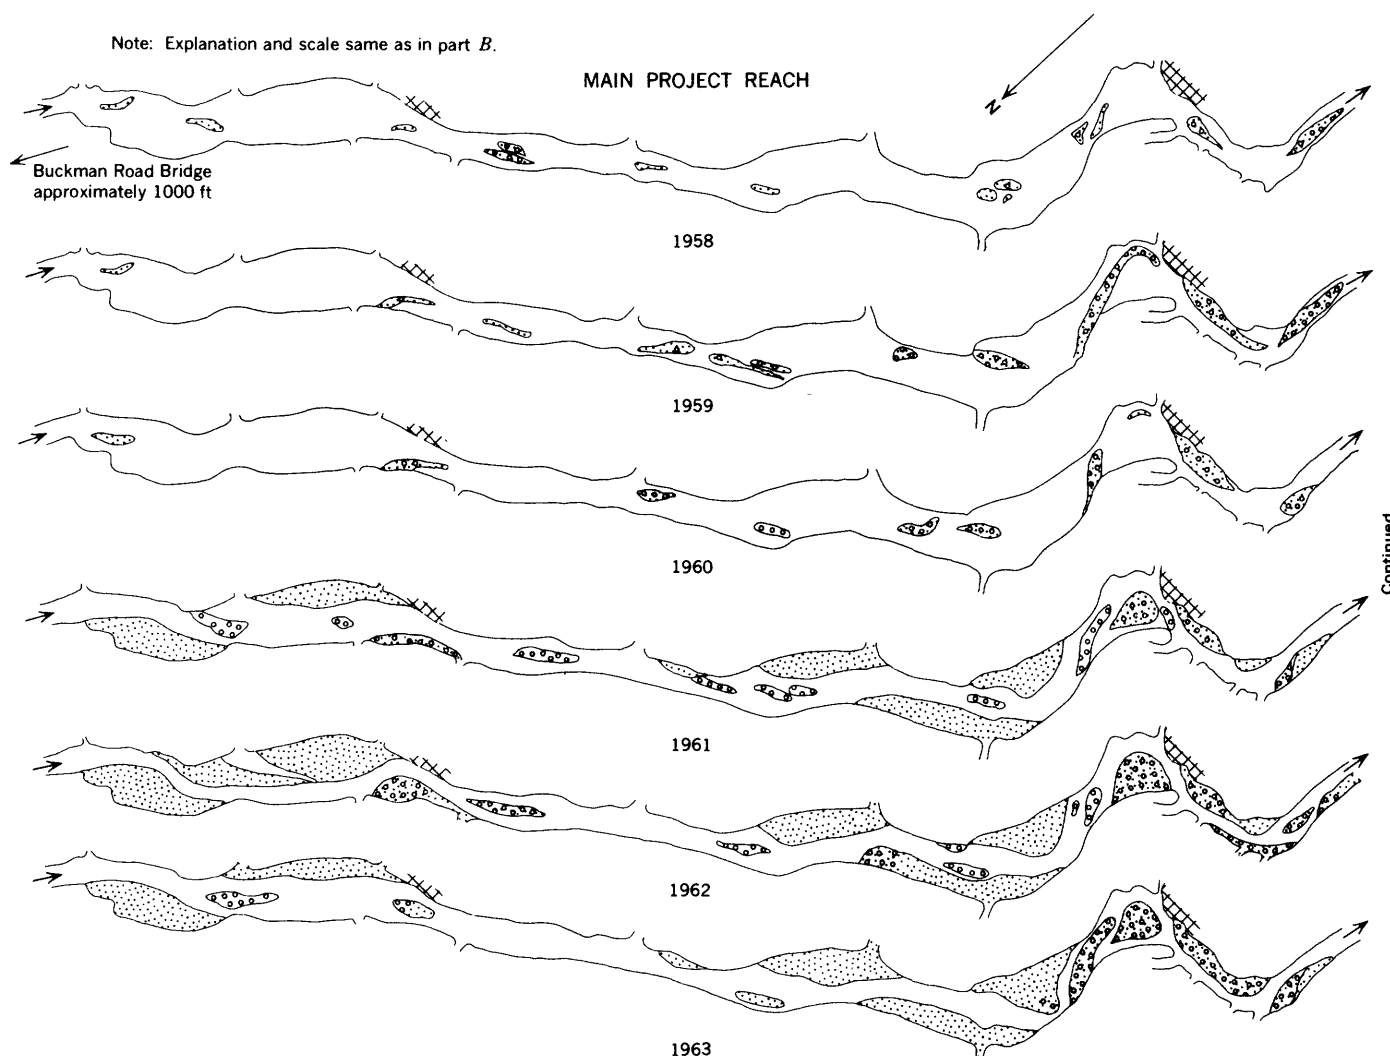 Note: Explanation and scale same as in part B.
MAIN PROJECT REACH
N
Buckman Road Bridge
approximately 1000 ft
1958
1959
1960
Continued
1961
1962
1963